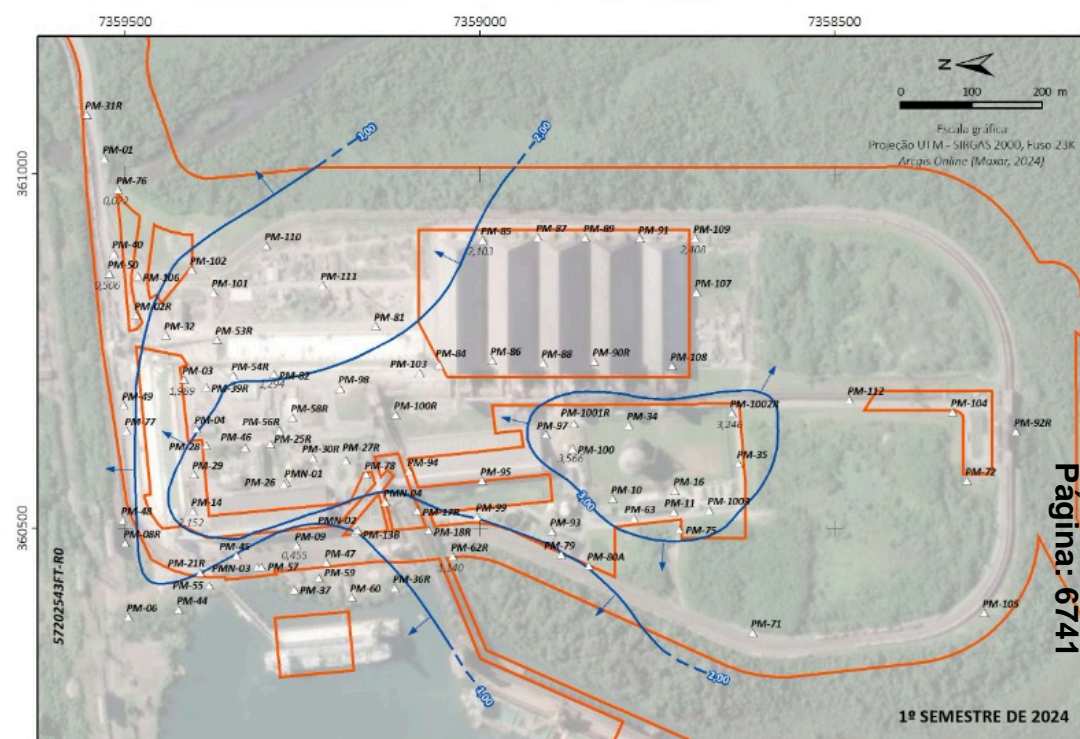 7359500
7359000
7358500
361000
360500
N
0 100 200 m
Escala gráfica
Projeção UTM - SIRGAS 2000, Fuso 23K
Arcgis Online (Maxar, 2024)
PM-31R
PM-01
PM-76
0,072
PM-40
PM-50
0,506
PM-106
PM-102
PM-110
PM-101
PM-111
PM-02R
PM-32
PM-53R
PM-81
1,00
2,00
PM-85
2,103
PM-87
PM-89
PM-91
PM-109
2,408
PM-107
PM-03
1,989
PM-54R
PM-82
2,294
PM-39R
PM-98
PM-103
PM-84
PM-86
PM-88
PM-90R
PM-108
PM-112
PM-104
PM-92R
PM-72
PM-49
PM-77
PM-04
PM-28
PM-46
PM-56R
PM-58R
PM-25R
PM-100R
PM-30R
PM-27R
PM-29
PM-26
PMN-01
PM-78
PM-94
PM-95
PM-97
PM-1001R
PM-34
PM-1002R
3,246
PM-100
3,566
PM-35
3,00
PM-10
PM-16
PM-11
PM-1003
PM-63
PM-75
PM-14
2,152
PM-48
PM-08R
PMN-04
PM-17R
PM-99
PM-93
PMN-02
PM-13B
PM-18R
PM-09
0,455
PM-45
PM-21R
PMN-03
PM-57
PM-47
PM-59
PM-62R
1,140
PM-79
PM-80A
PM-55
PM-37
PM-60
PM-36R
PM-06
PM-44
PM-71
PM-105
1,00
2,00
57202543FT-R0
Página: 6741
1º SEMESTRE DE 2024